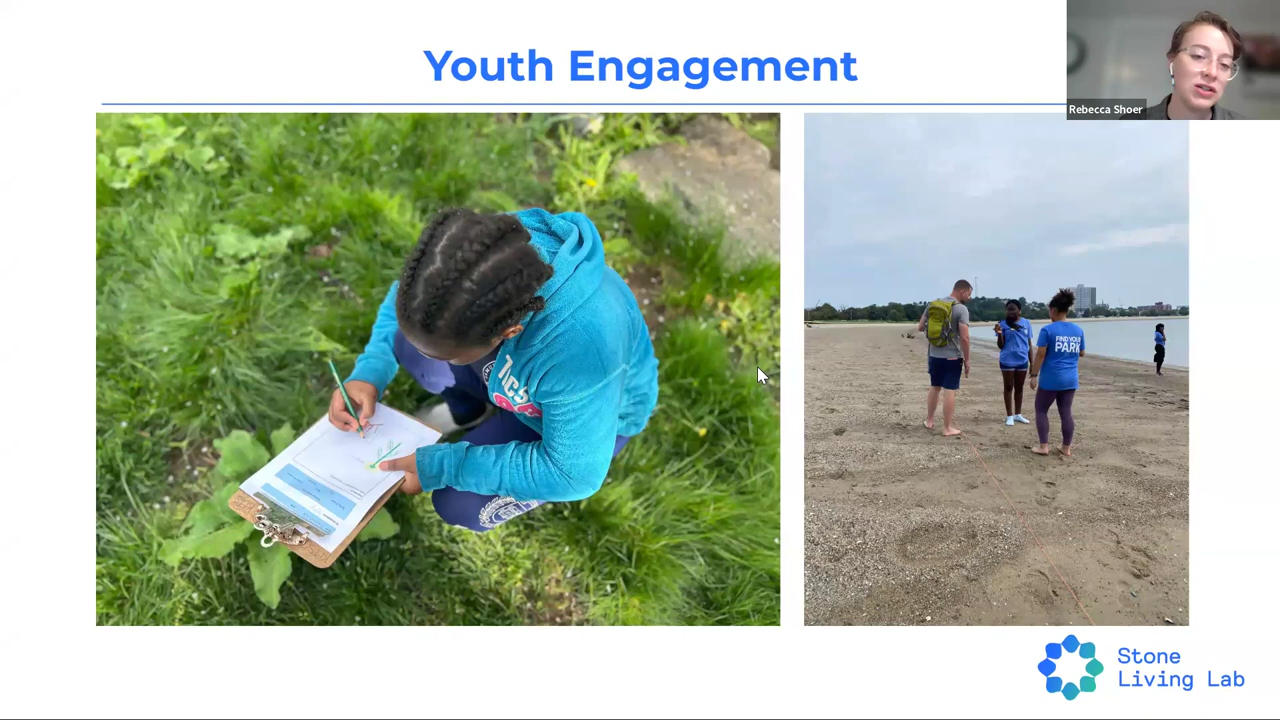 Youth Engagement
Rebecca Shoer
FIND YOUR
PARK
Stone
Living Lab